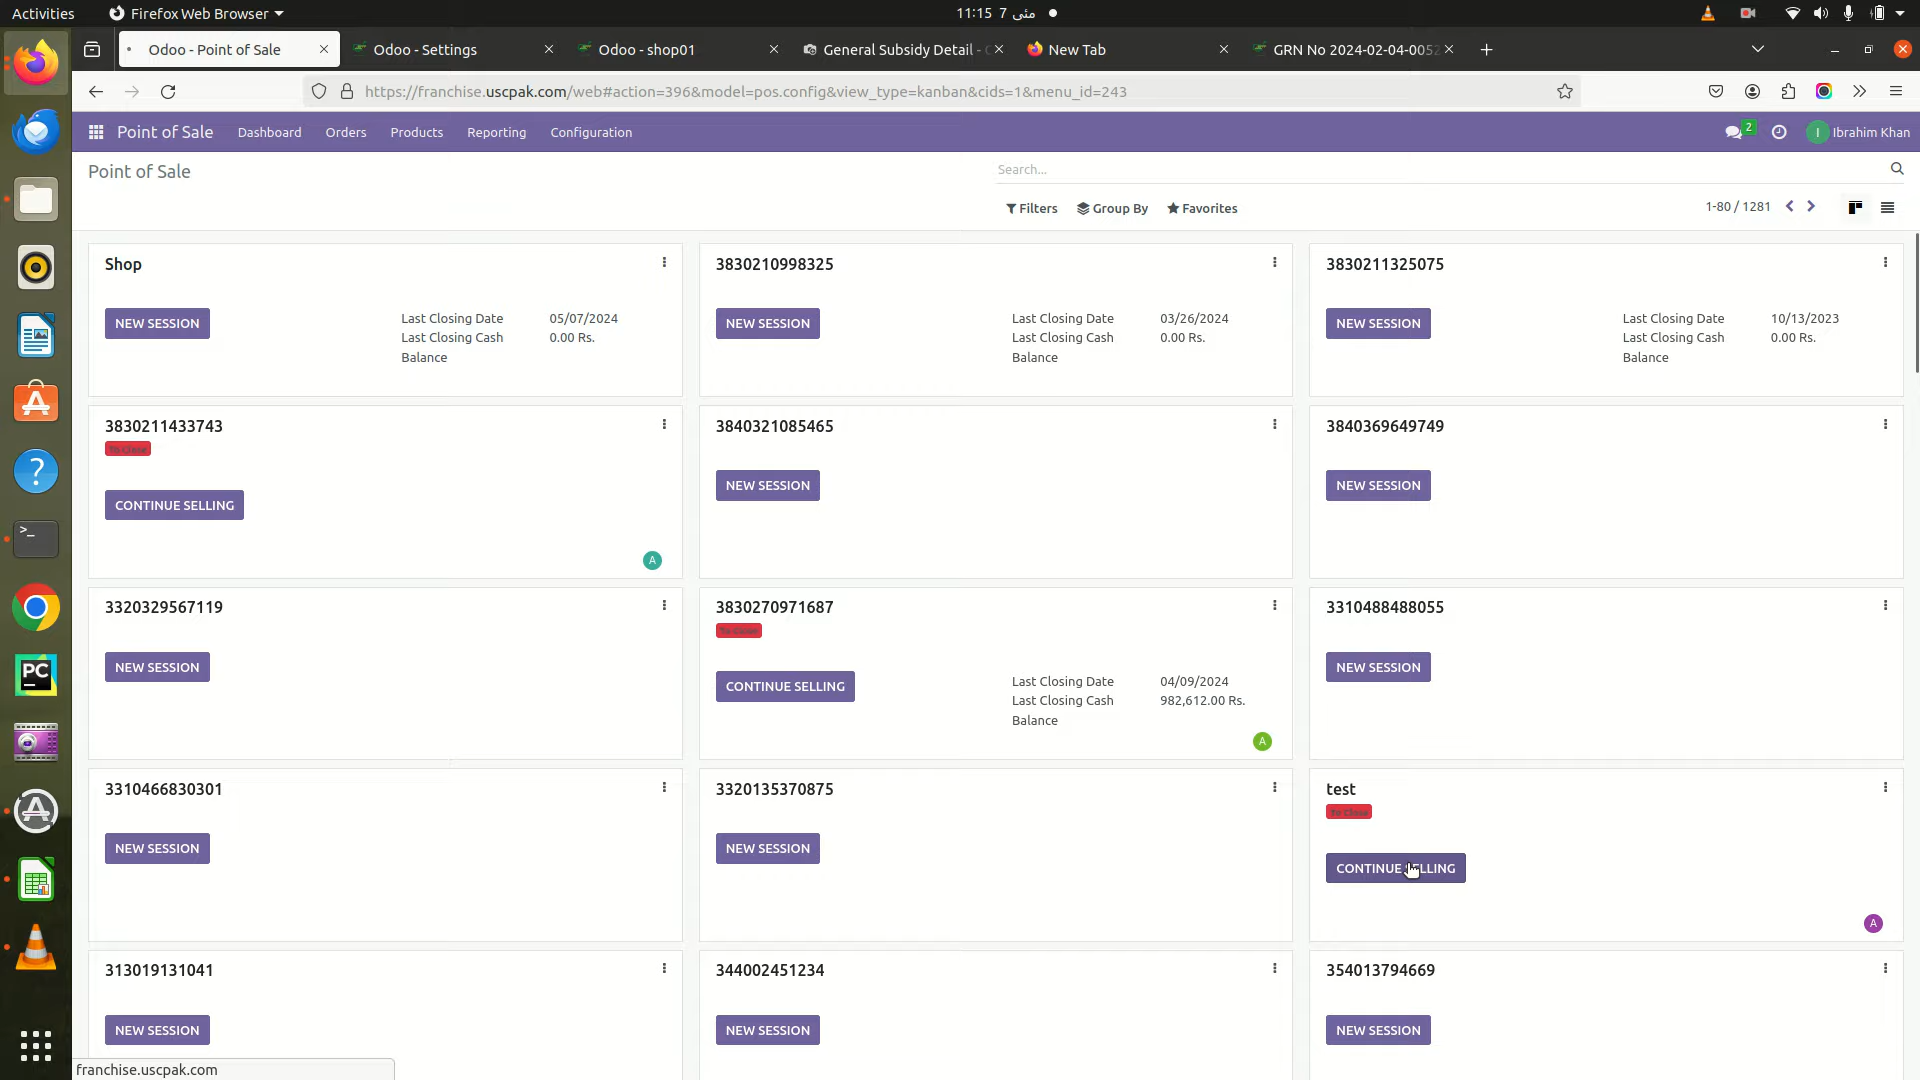 Activities
Firefox Web Browser
11:15 7 مئی
Odoo - Point of Sale
Odoo - Settings
Odoo - shop01
General Subsidy Detail -
New Tab
GRN No 2024-02-04-0052
https://franchise.uscpak.com/web#action=396&model=pos.config&view_type=kanban&cids=1&menu_id=243
Point of Sale
Dashboard
Orders
Products
Reporting
Configuration
2
I
Ibrahim Khan
Point of Sale
Search...
Filters
Group By
Favorites
1-80 / 1281
Shop
NEW SESSION
Last Closing Date 05/07/2024
Last Closing Cash 0.00 Rs.
Balance
3830210998325
NEW SESSION
Last Closing Date 03/26/2024
Last Closing Cash 0.00 Rs.
Balance
3830211325075
NEW SESSION
Last Closing Date 10/13/2023
Last Closing Cash 0.00 Rs.
Balance
3830211433743
To Close
CONTINUE SELLING
A
3840321085465
NEW SESSION
3840369649749
NEW SESSION
3320329567119
NEW SESSION
3830270971687
To Close
CONTINUE SELLING
Last Closing Date 04/09/2024
Last Closing Cash 982,612.00 Rs.
Balance
A
3310488488055
NEW SESSION
3310466830301
NEW SESSION
3320135370875
NEW SESSION
test
To Close
CONTINUE SELLING
A
313019131041
NEW SESSION
344002451234
NEW SESSION
354013794669
NEW SESSION
franchise.uscpak.com
PC